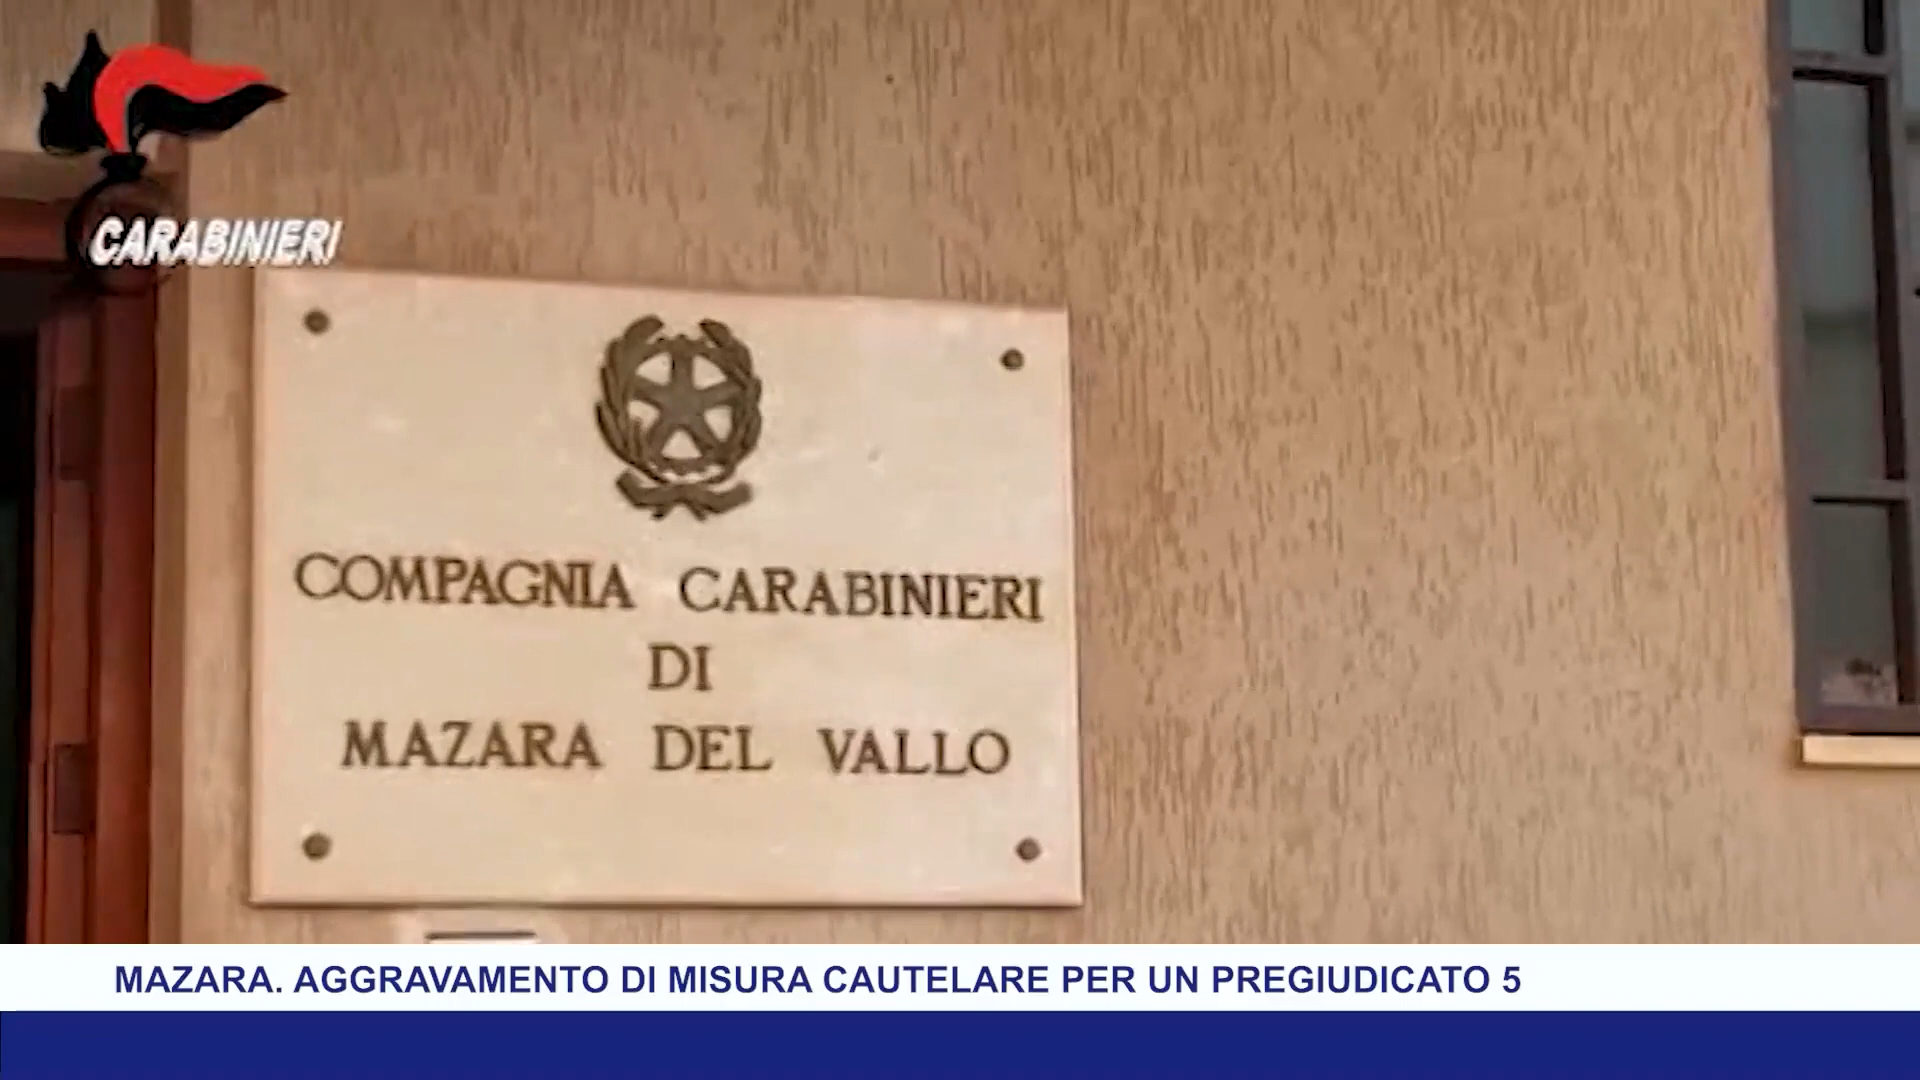 CARABINIERI
COMPAGNIA CARABINIERI
DI
MAZARA DEL VALLO
MAZARA. AGGRAVAMENTO DI MISURA CAUTELARE PER UN PREGIUDICATO 5